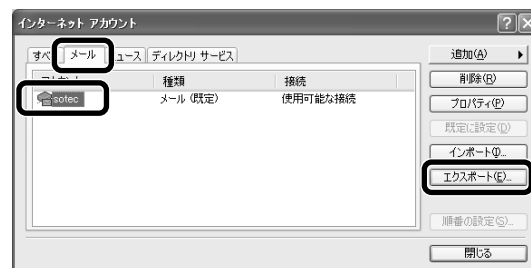 インターネット アカウント
すべ メール ュース ディレクトリ サービス
種類 接続
sotec メール (既定) 使用可能な接続
追加(A)
削除(R)
プロパティ(P)
既定に設定(D)
インポート(I)...
エクスポート(E)...
順番の設定(S)...
閉じる